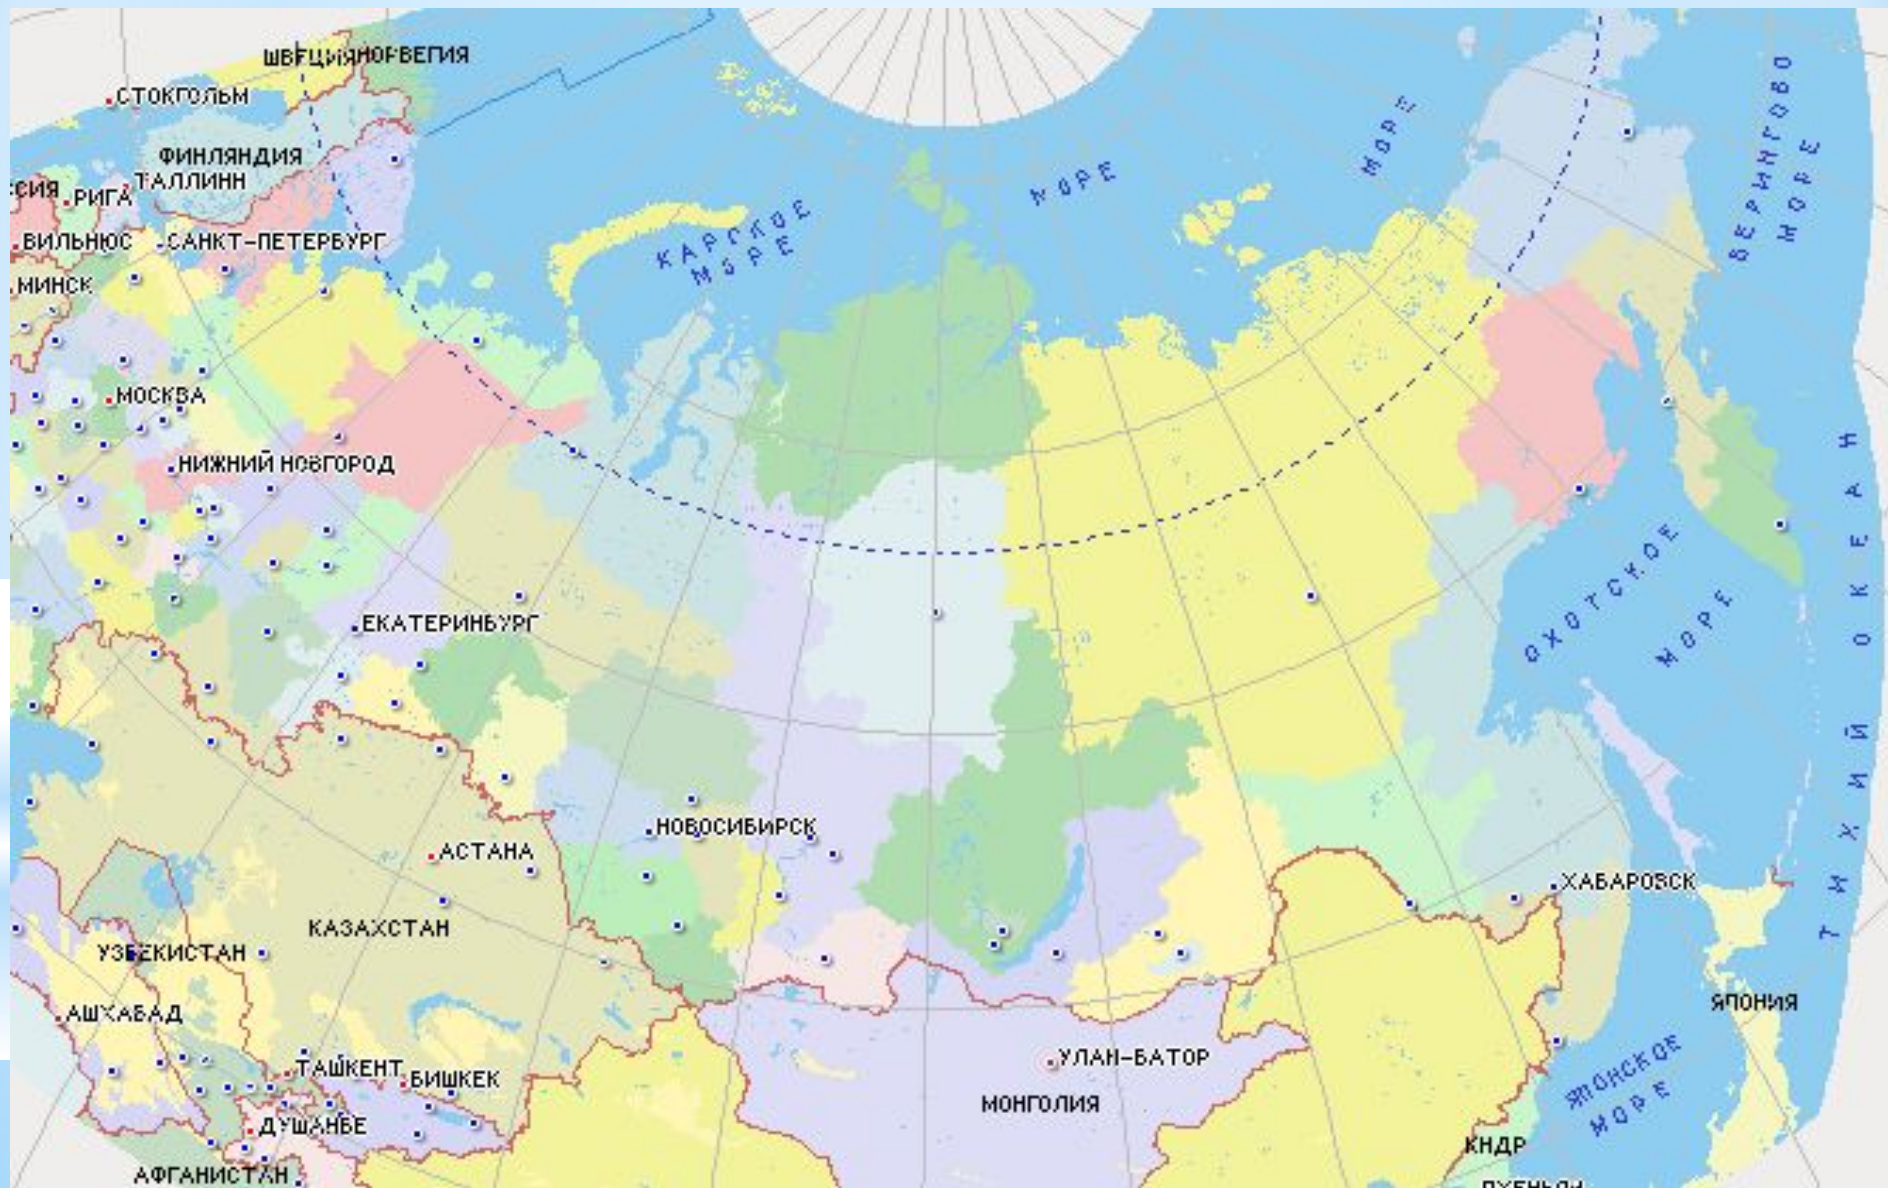 ШВЕЦИЯ НОРВЕГИЯ
СТОКГОЛЬМ
ФИНЛЯНДИЯ
ТАЛЛИНН
ССИЯ РИГА
ВИЛЬНЮС САНКТ-ПЕТЕРБУРГ
МИНСК
МОСКВА
НИЖНИЙ НОВГОРОД
ЕКАТЕРИНБУРГ
НОВОСИБИРСК
АСТАНА
КАЗАХСТАН
УЗБЕКИСТАН
АШХАБАД
ТАШКЕНТ
БИШКЕК
ДУШАНБЕ
АФГАНИСТАН
КАРСКОЕ
МОРЕ
МОРЕ
МОРЕ
БЕРИНГОВО
МОРЕ
ОХОТСКОЕ
МОРЕ
ТИХИЙ ОКЕАН
ХАБАРОВСК
УЛАН-БАТОР
МОНГОЛИЯ
ЯПОНИЯ
ЯПОНСКОЕ
МОРЕ
КНДР